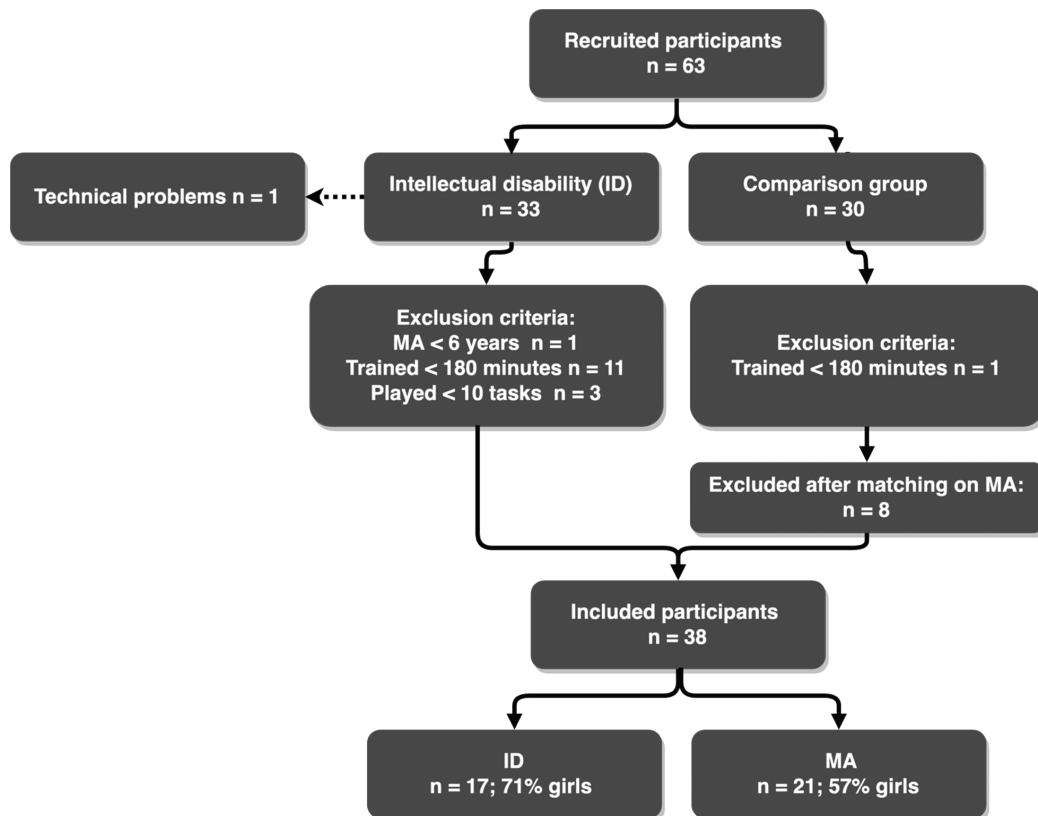 Recruited participants
n = 63
Technical problems n = 1
Intellectual disability (ID)
n = 33
Comparison group
n = 30
Exclusion criteria:
MA < 6 years  n = 1
Trained < 180 minutes n = 11
Played < 10 tasks  n = 3
Exclusion criteria:
Trained < 180 minutes n = 1
Excluded after matching on MA:
n = 8
Included participants
n = 38
ID
n = 17; 71% girls
MA
n = 21; 57% girls